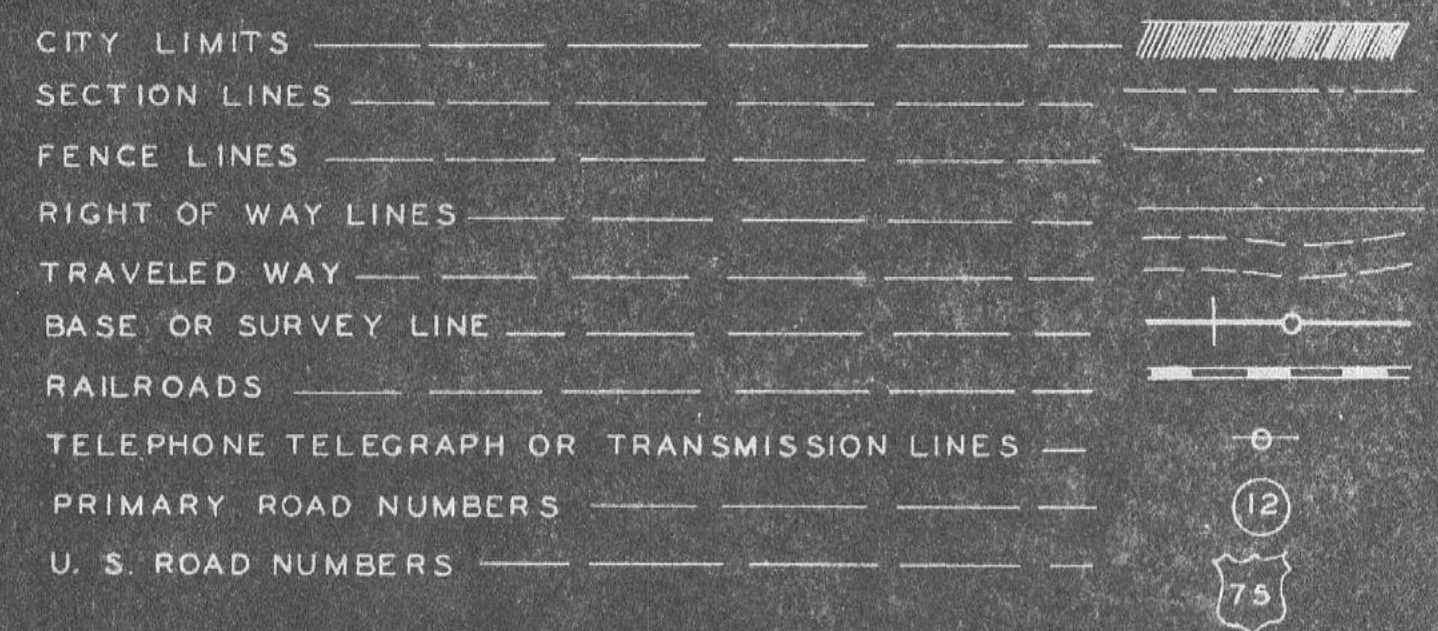 CITY LIMITS
SECTION LINES
FENCE LINES
RIGHT OF WAY LINES
TRAVELED WAY
BASE OR SURVEY LINE
RAILROADS
TELEPHONE TELEGRAPH OR TRANSMISSION LINES
PRIMARY ROAD NUMBERS 12
U. S. ROAD NUMBERS 75